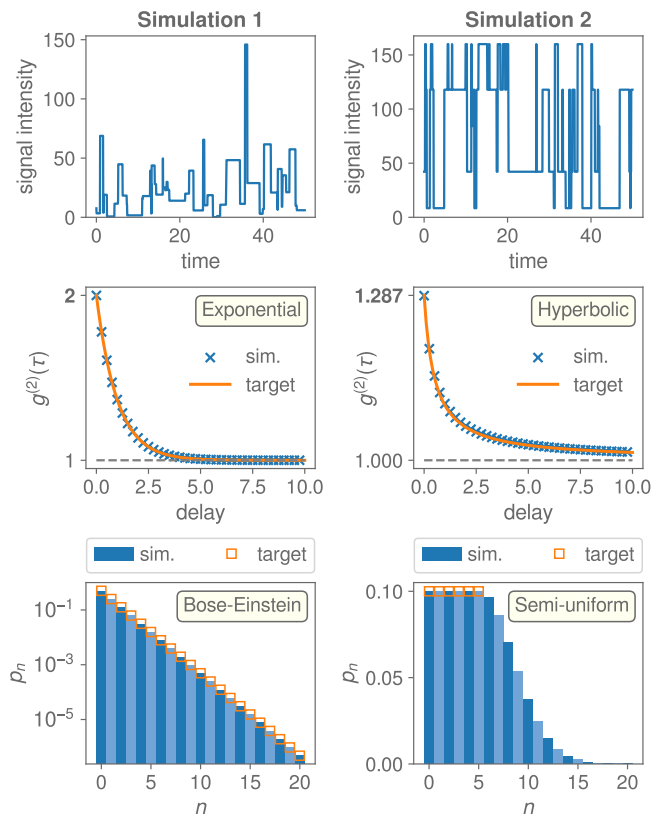 Simulation 1
Simulation 2
150
100
50
0
signal intensity
0 20 40
time
150
100
50
0
signal intensity
0 20 40
time
2
1
g⁽²⁾(τ)
Exponential
sim.
target
0.0 2.5 5.0 7.5 10.0
delay
1.287
1.000
g⁽²⁾(τ)
Hyperbolic
sim.
target
0.0 2.5 5.0 7.5 10.0
delay
sim. target
Bose-Einstein
10⁻¹
10⁻³
10⁻⁵
pₙ
0 5 10 15 20
n
sim. target
Semi-uniform
0.10
0.05
0.00
pₙ
0 5 10 15 20
n